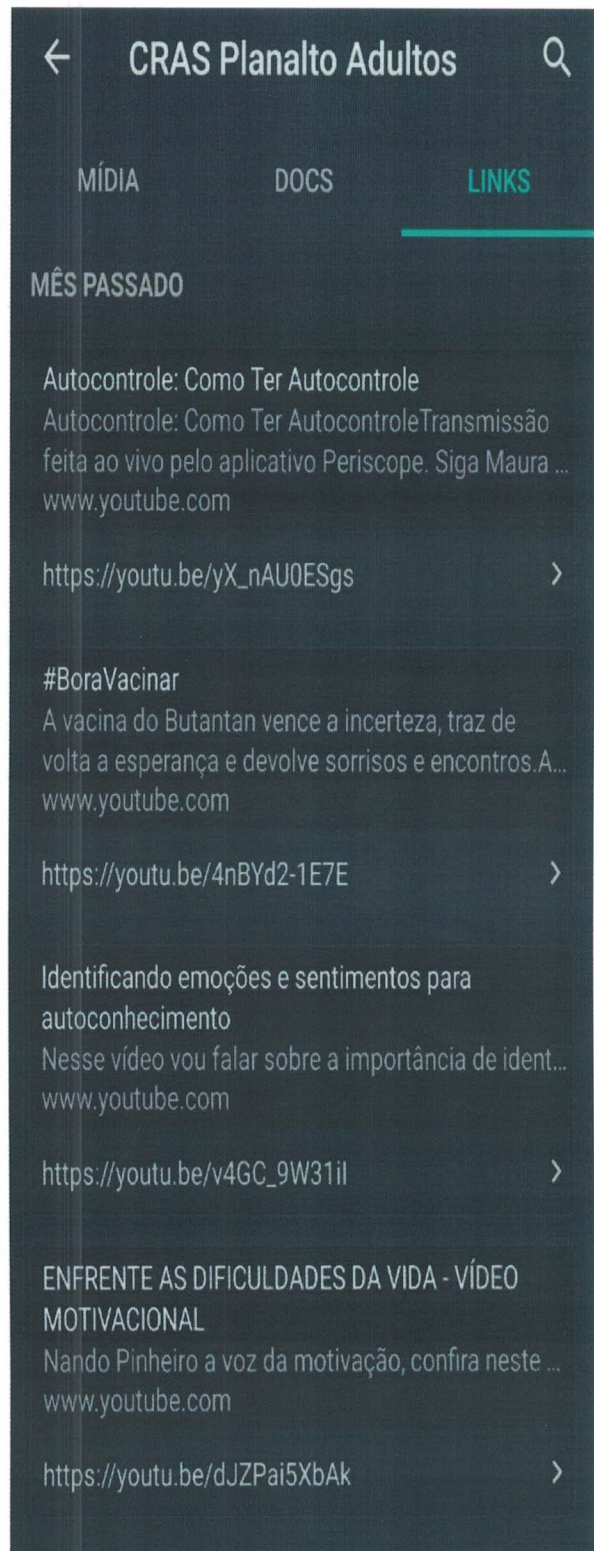 CRAS Planalto Adultos
MÍDIA DOCS LINKS
MÊS PASSADO
Autocontrole: Como Ter Autocontrole
Autocontrole: Como Ter AutocontroleTransmissão
feita ao vivo pelo aplicativo Periscope. Siga Maura ...
www.youtube.com
https://youtu.be/yX_nAU0ESgs
#BoraVacinar
A vacina do Butantan vence a incerteza, traz de
volta a esperança e devolve sorrisos e encontros.A...
www.youtube.com
https://youtu.be/4nBYd2-1E7E
Identificando emoções e sentimentos para
autoconhecimento
Nesse vídeo vou falar sobre a importância de ident...
www.youtube.com
https://youtu.be/v4GC_9W31iI
ENFRENTE AS DIFICULDADES DA VIDA - VÍDEO
MOTIVACIONAL
Nando Pinheiro a voz da motivação, confira neste ...
www.youtube.com
https://youtu.be/dJZPai5XbAk